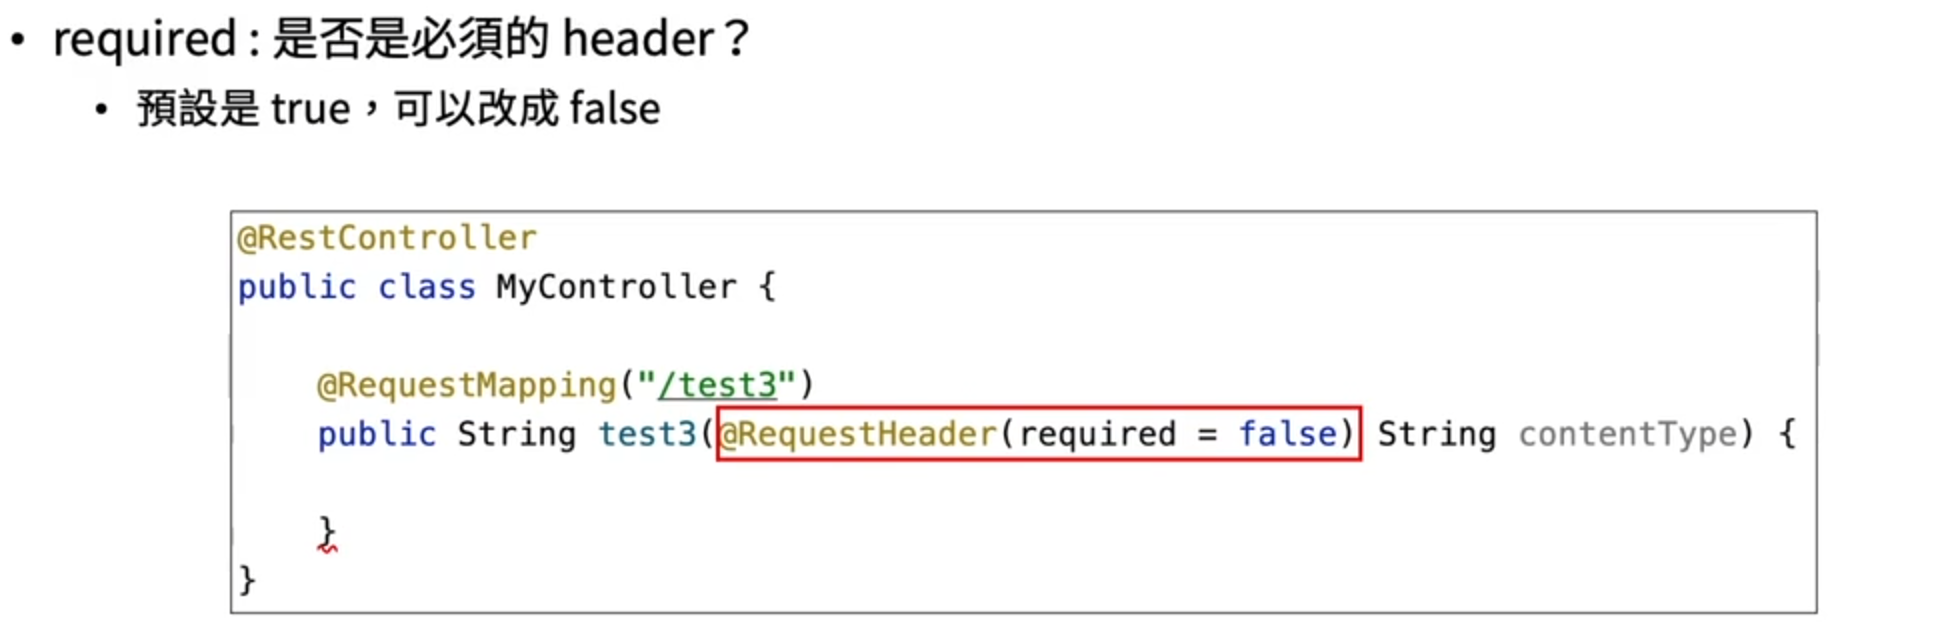 • required : 是否是必須的 header？
• 預設是 true，可以改成 false
@RestController
public class MyController {
@RequestMapping("/test3")
public String test3(@RequestHeader(required = false) String contentType) {
}
}